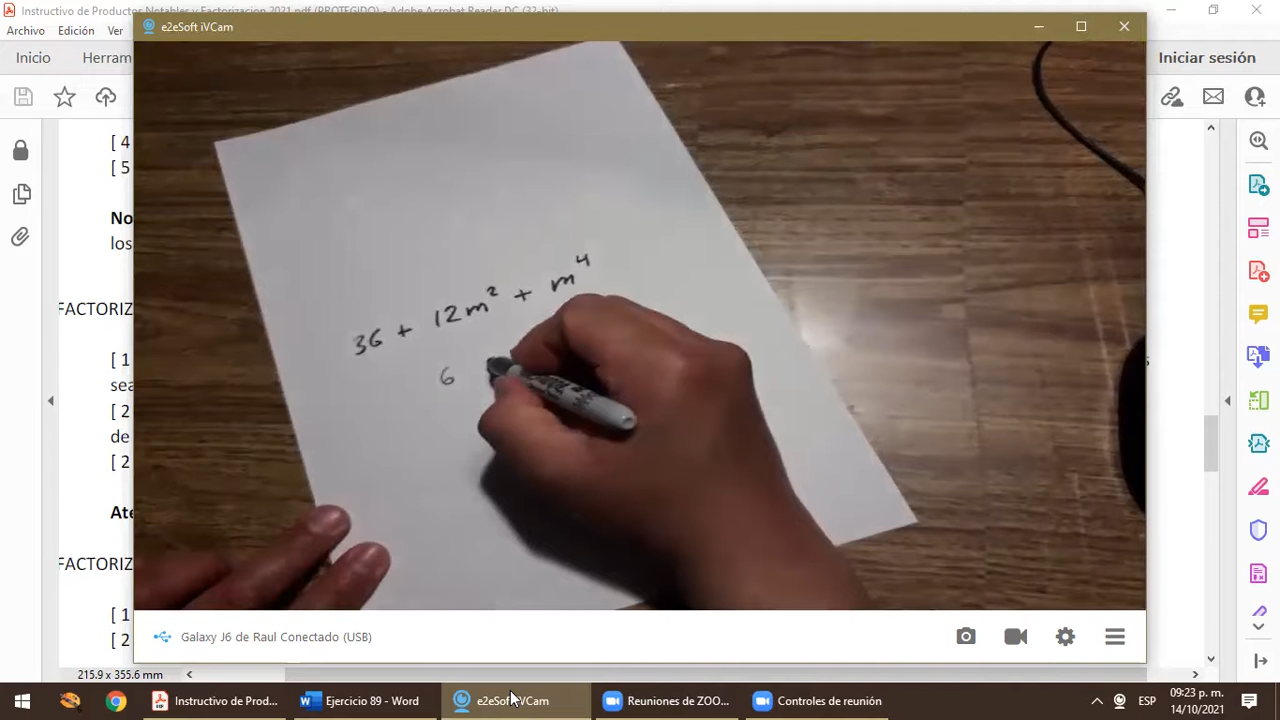 Instructivo de Productos Notables y Factorizacion 2021.pdf (PROTEGIDO) - Adobe Acrobat Reader DC (32-bit)
e2eSoft iVCam
Archivo Edición Ver
Inicio Herram
Iniciar sesión
[ 4
[ 5
No
los
FACTORIZ
[ 1
sea
[ 2
de
[ 2
Ate
FACTORIZ
[ 1
[ 2
36 + 12m² + m⁴
6
Galaxy J6 de Raul Conectado (USB)
215.9 x 355.6 mm
Instructivo de Prod...
Ejercicio 89 - Word
e2eSoft iVCam
Reuniones de ZOO...
Controles de reunión
ESP
09:23 p. m.
14/10/2021